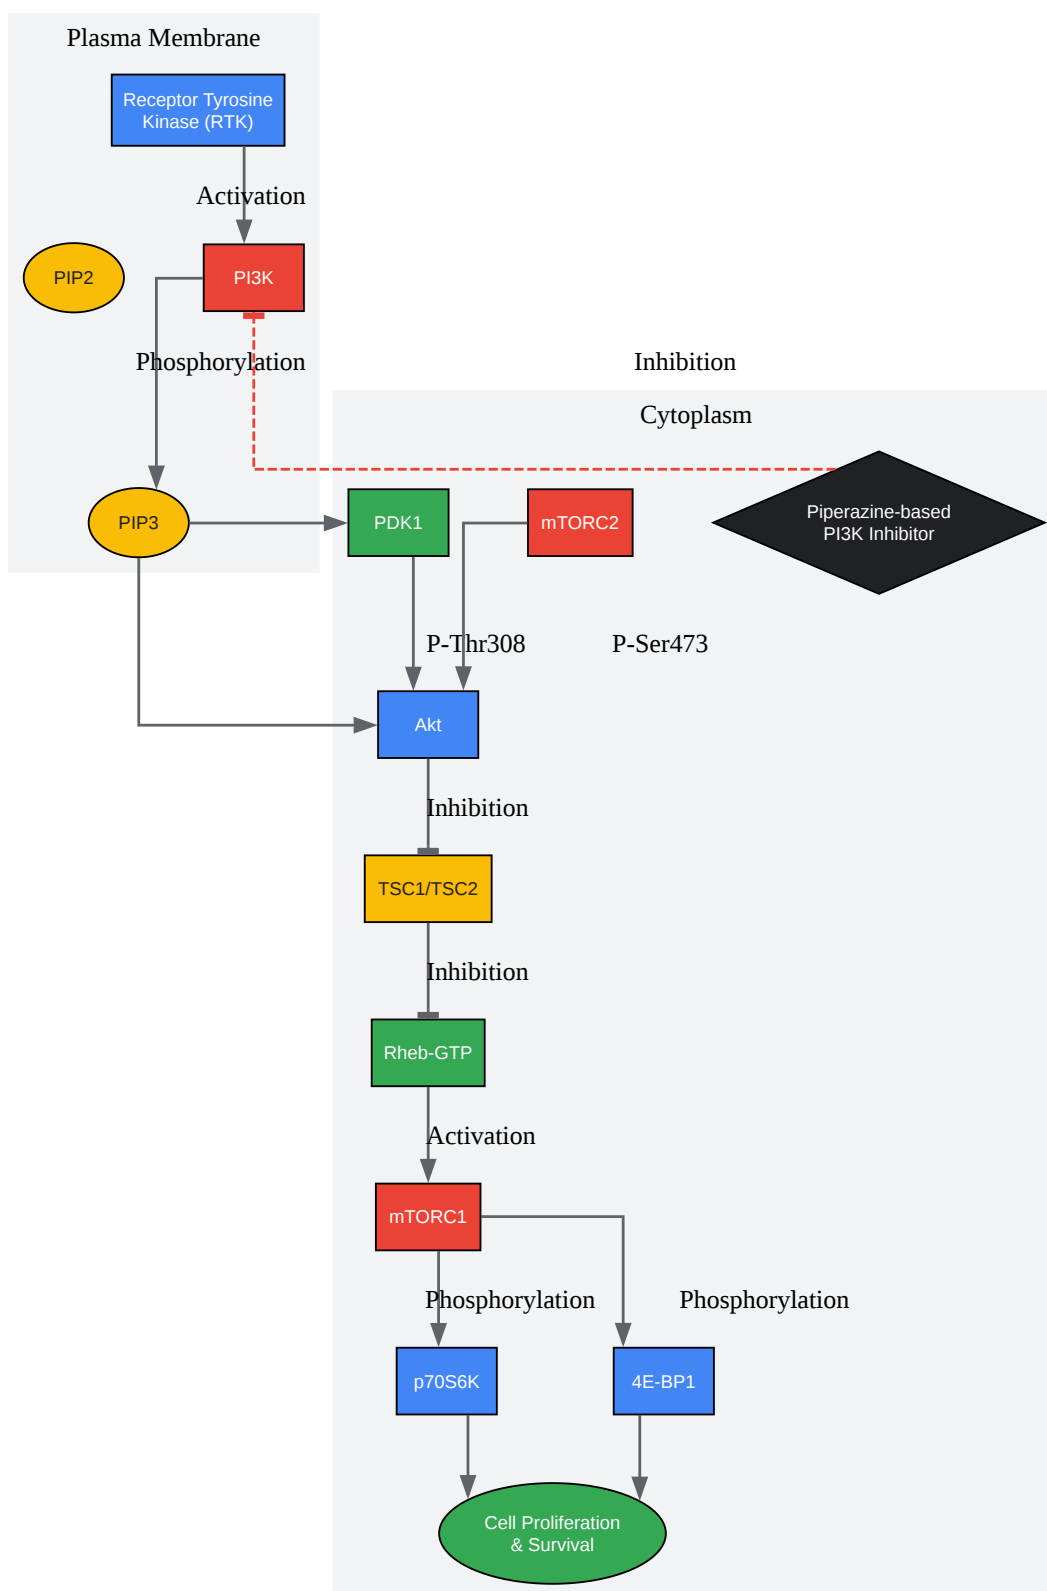 Plasma Membrane
Receptor Tyrosine
Kinase (RTK)
Activation
PIP2
PI3K
Phosphorylation
Inhibition
Cytoplasm
PIP3
PDK1
mTORC2
Piperazine-based
PI3K Inhibitor
P-Thr308
P-Ser473
Akt
Inhibition
TSC1/TSC2
Inhibition
Rheb-GTP
Activation
mTORC1
Phosphorylation
Phosphorylation
p70S6K
4E-BP1
Cell Proliferation
& Survival